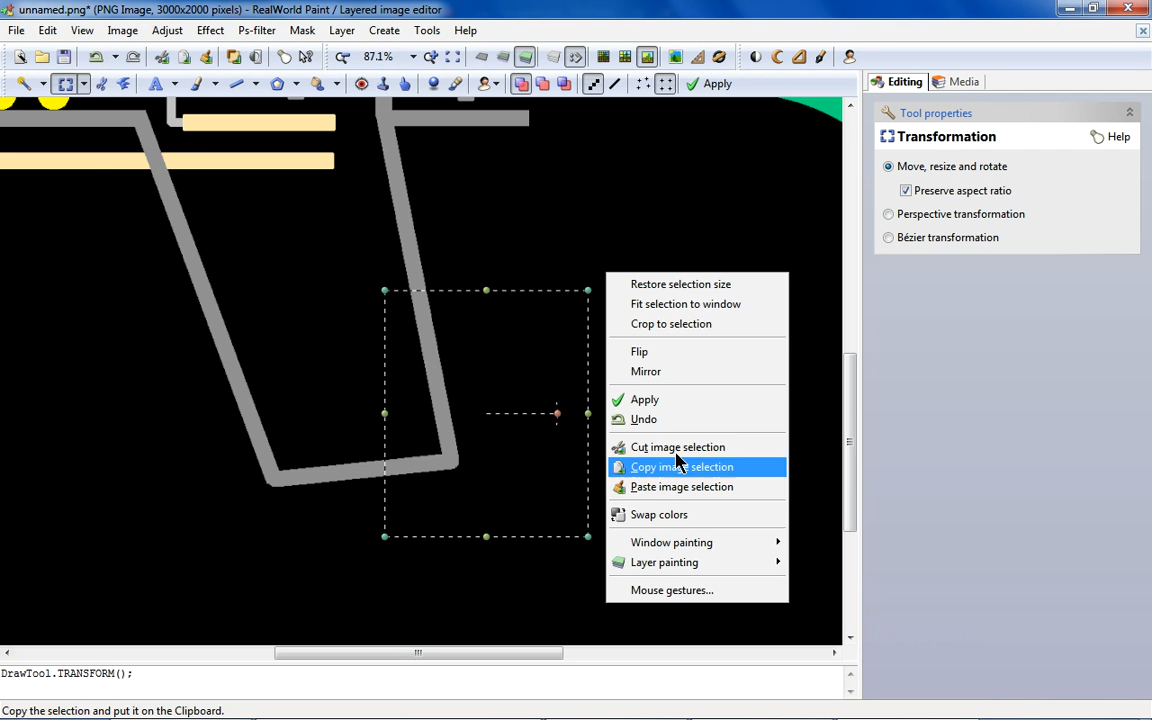 unnamed.png* (PNG Image, 3000x2000 pixels) - RealWorld Paint / Layered image editor
File Edit View Image Adjust Effect Ps-filter Mask Layer Create Tools Help
87.1%
Apply
Editing Media
Tool properties
Transformation Help
Move, resize and rotate
Preserve aspect ratio
Perspective transformation
Bézier transformation
Restore selection size
Fit selection to window
Crop to selection
Flip
Mirror
Apply
Undo
Cut image selection
Copy image selection
Paste image selection
Swap colors
Window painting
Layer painting
Mouse gestures...
DrawTool.TRANSFORM();
Copy the selection and put it on the Clipboard.